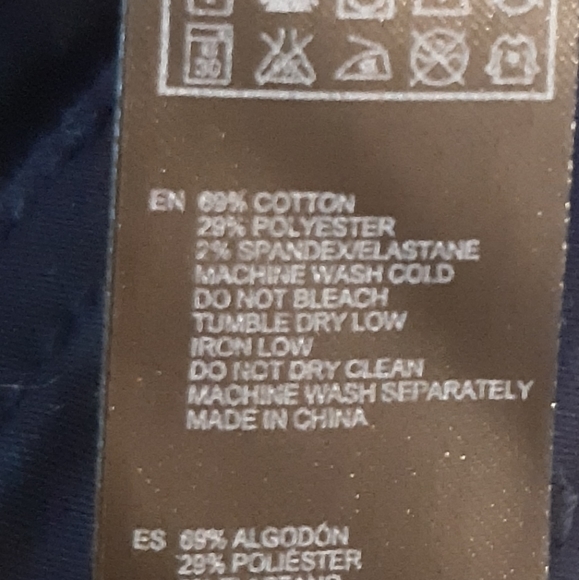 EN 69% COTTON
29% POLYESTER
2% SPANDEX/ELASTANE
MACHINE WASH COLD
DO NOT BLEACH
TUMBLE DRY LOW
IRON LOW
DO NOT DRY CLEAN
MACHINE WASH SEPARATELY
MADE IN CHINA
ES 69% ALGODÓN
29% POLIÉSTER